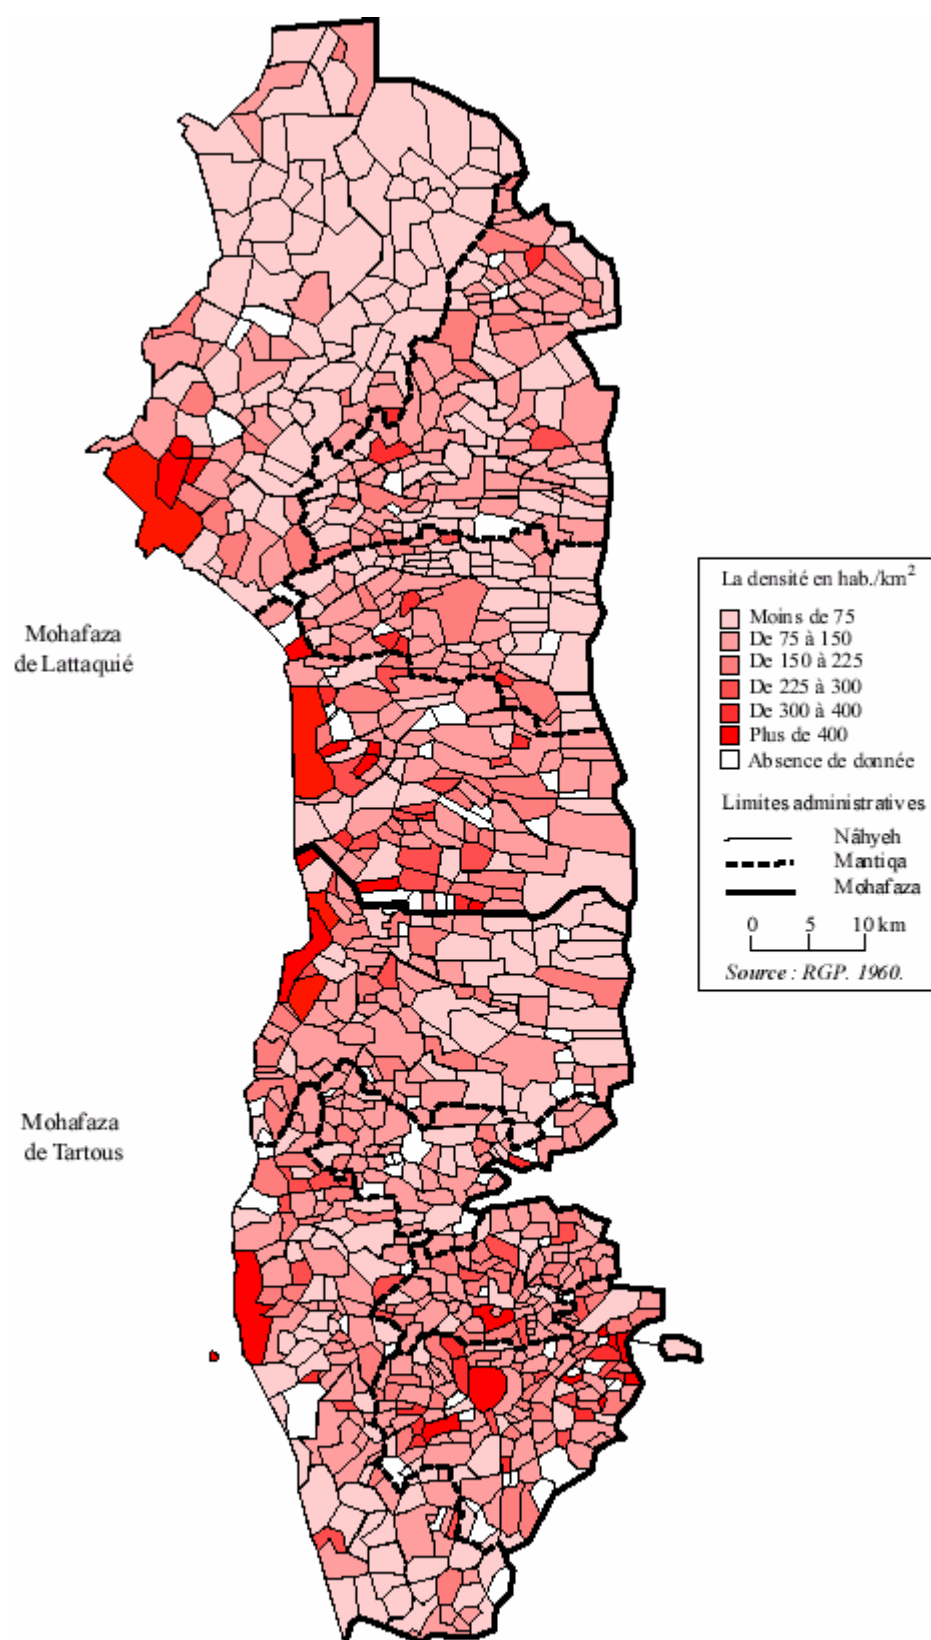 Mohafaza
de Lattaquié
Mohafaza
de Tartous
La densité en hab./km²
Moins de 75
De 75 à 150
De 150 à 225
De 225 à 300
De 300 à 400
Plus de 400
Absence de donnée
Limites administratives
Nâhyeh
Mantiqa
Mohafaza
0 5 10 km
Source : RGP. 1960.